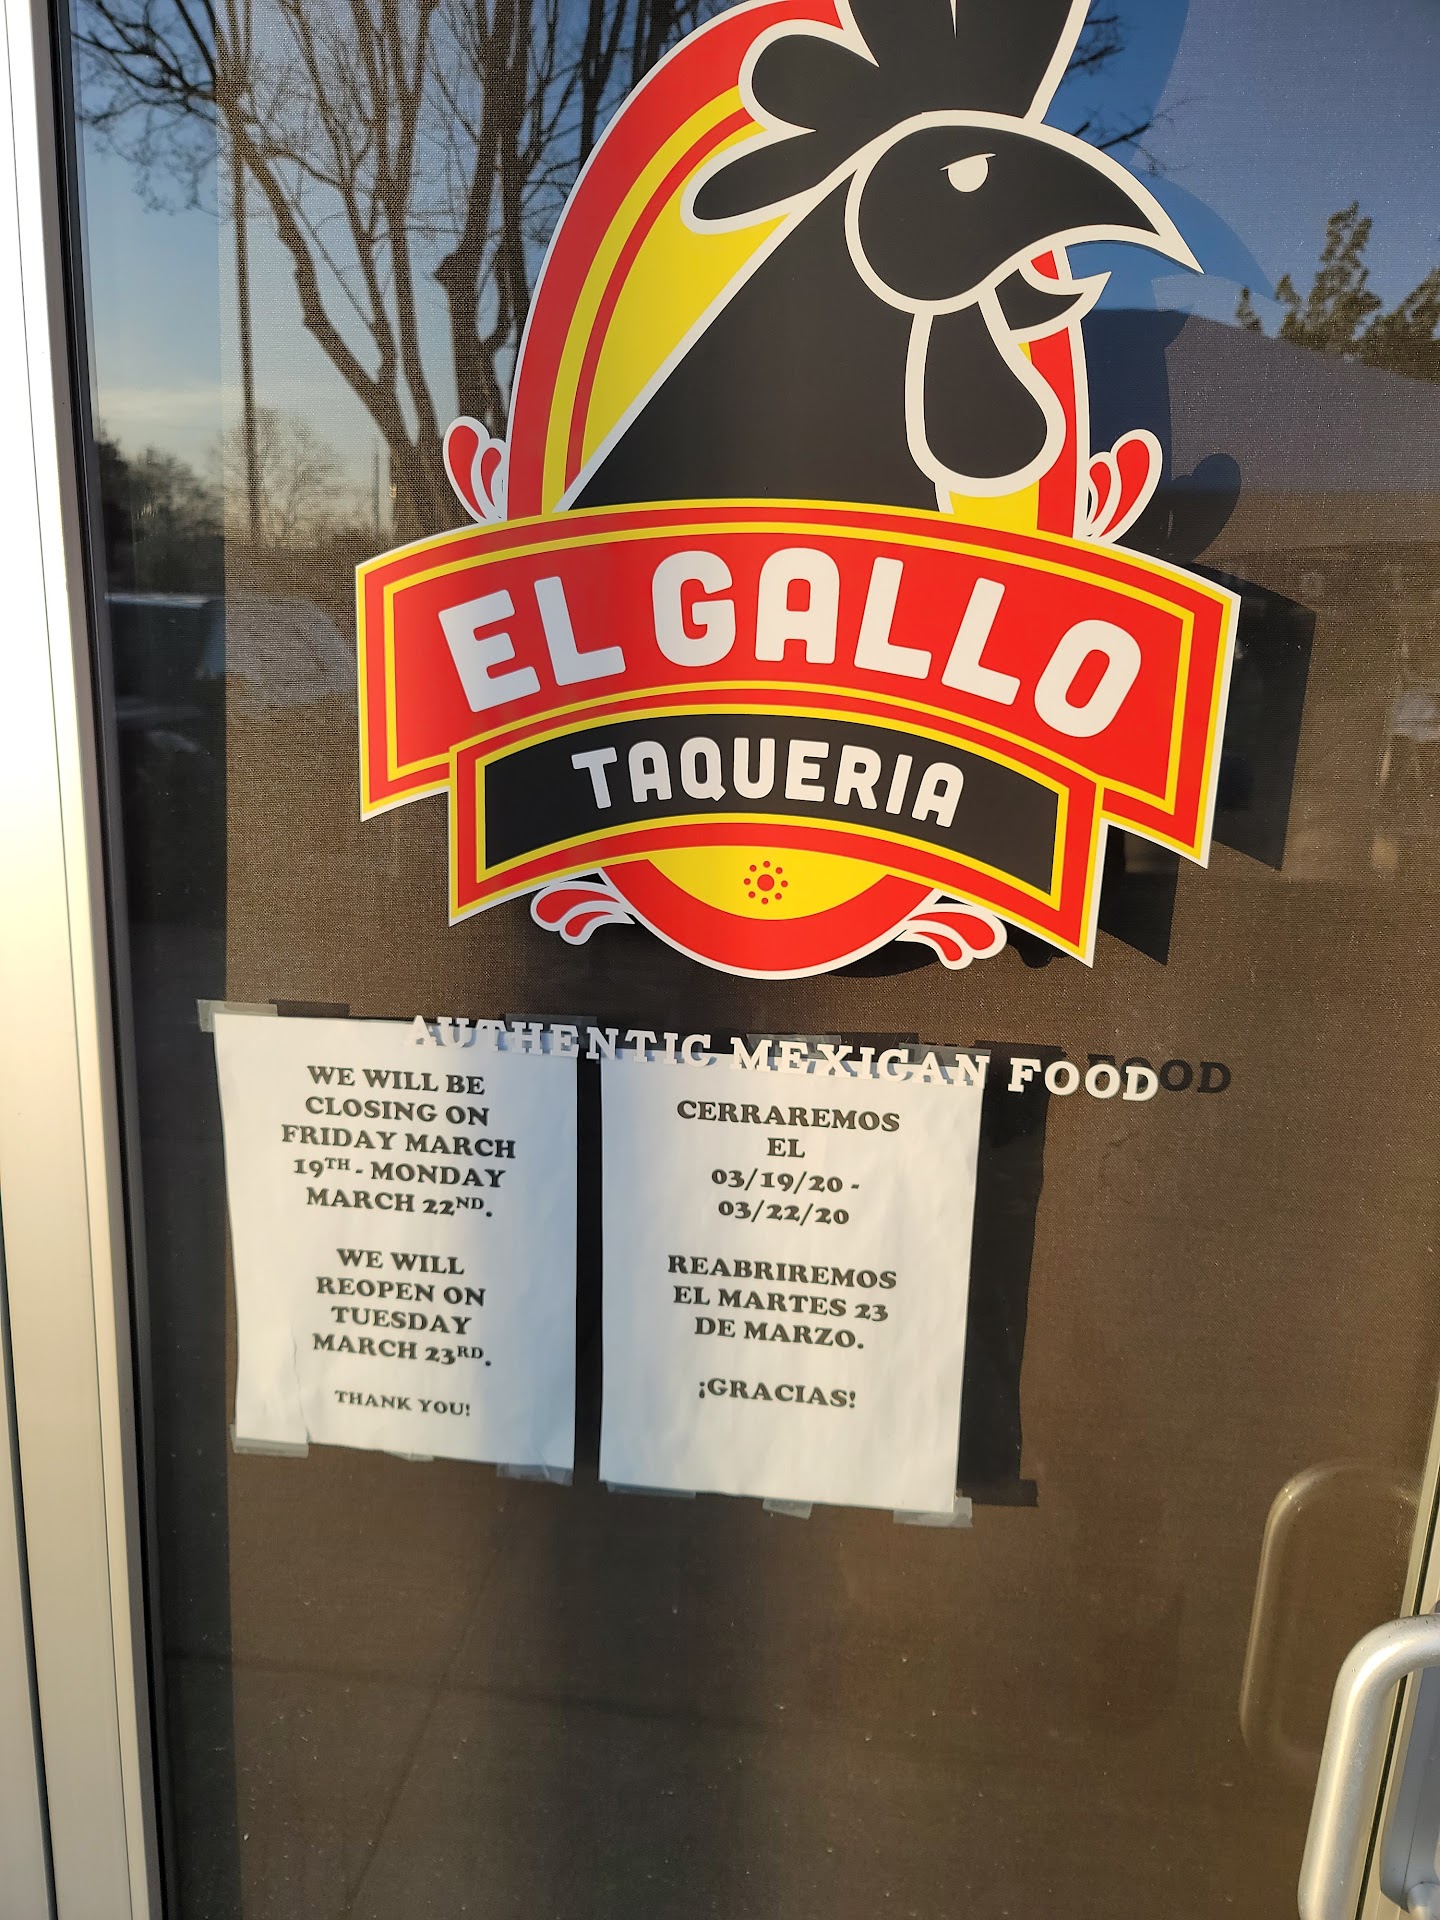 EL GALLO
TAQUERIA
AUTHENTIC MEXICAN FOOD
WE WILL BE
CLOSING ON
FRIDAY MARCH
19TH - MONDAY
MARCH 22ND.
WE WILL
REOPEN ON
TUESDAY
MARCH 23RD.
THANK YOU!
CERRAREMOS
EL
03/19/20 -
03/22/20
REABRIREMOS
EL MARTES 23
DE MARZO.
¡GRACIAS!